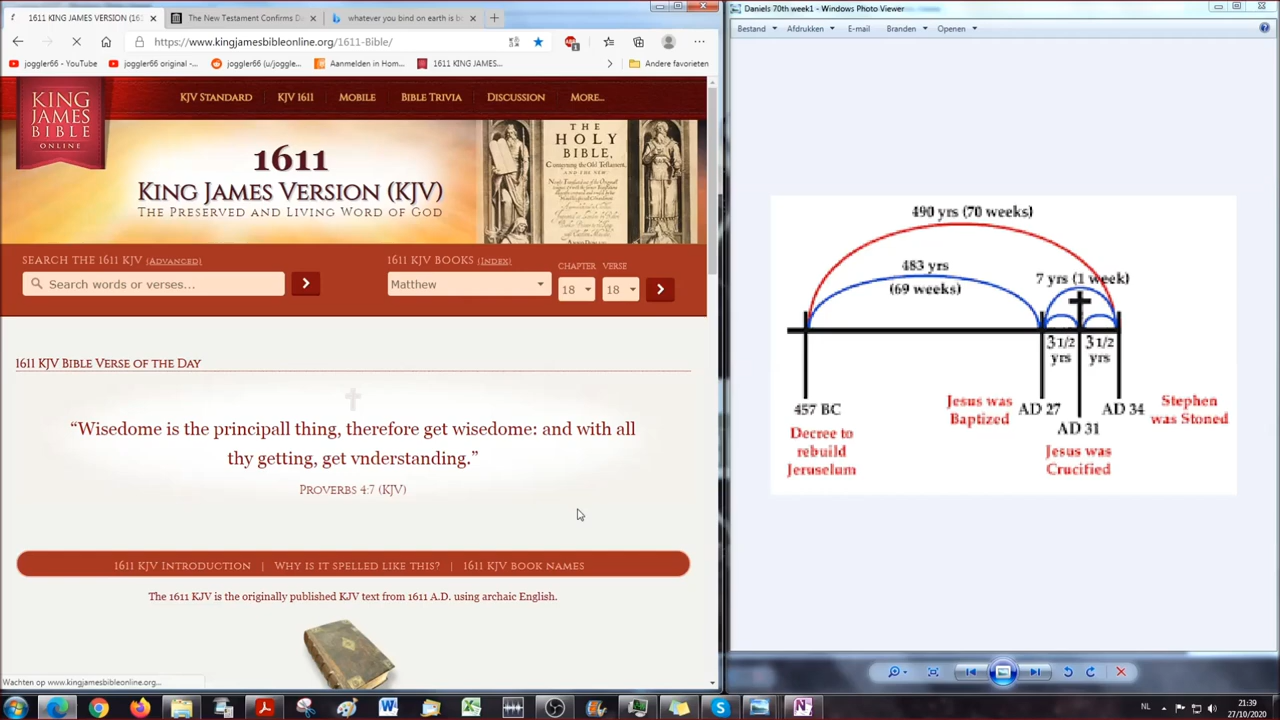 1611 KING JAMES VERSION (161
The New Testament Confirms Da
whatever you bind on earth is b
https://www.kingjamesbibleonline.org/1611-Bible/
joggler66 - YouTube
joggler66 original -...
joggler66 (u/joggle...
Aanmelden in Hom...
1611 KING JAMES...
Andere favorieten
KING
JAMES
BIBLE
ONLINE
KJV STANDARD
KJV 1611
MOBILE
BIBLE TRIVIA
DISCUSSION
MORE...
1611
KING JAMES VERSION (KJV)
THE PRESERVED AND LIVING WORD OF GOD
THE
HOLY
BIBLE,
SEARCH THE 1611 KJV (ADVANCED)
Search words or verses...
1611 KJV BOOKS (INDEX)
CHAPTER
VERSE
Matthew
18
18
1611 KJV BIBLE VERSE OF THE DAY
“Wisedome is the principall thing, therefore get wisedome: and with all
thy getting, get vnderstanding.”
PROVERBS 4:7 (KJV)
1611 KJV INTRODUCTION | WHY IS IT SPELLED LIKE THIS? | 1611 KJV BOOK NAMES
The 1611 KJV is the originally published KJV text from 1611 A.D. using archaic English.
Wachten op www.kingjamesbibleonline.org...
Daniels 70th week1 - Windows Photo Viewer
Bestand
Afdrukken
E-mail
Branden
Openen
490 yrs (70 weeks)
483 yrs
(69 weeks)
7 yrs (1 week)
3 1/2
yrs
3 1/2
yrs
457 BC
Decree to
rebuild
Jeruselum
Jesus was
Baptized
AD 27
AD 31
Jesus was
Crucified
AD 34
Stephen
was Stoned
NL
21:39
27/10/2020